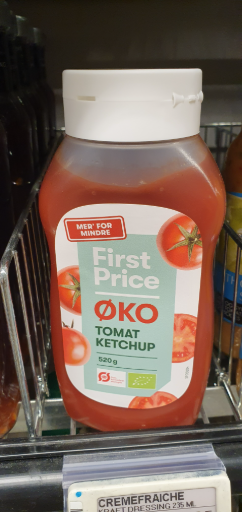 MER' FOR
MINDRE
First
Price
ØKO
TOMAT
KETCHUP
520 g
CREMEFRAICHE
KRAFT DRESSING 235 ML